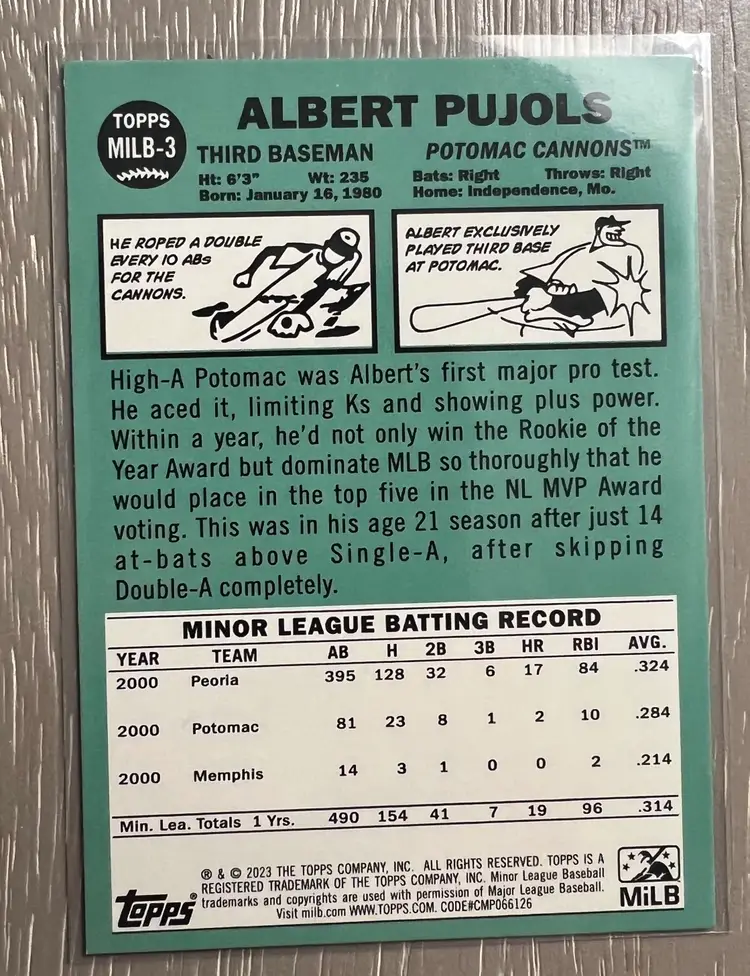 TOPPS
MILB-3
ALBERT PUJOLS
THIRD BASEMAN POTOMAC CANNONS™
Ht: 6'3" Wt: 235 Bats: Right Throws: Right
Born: January 16, 1980 Home: Independence, Mo.
HE ROPED A DOUBLE
EVERY 10 ABs
FOR THE
CANNONS.
ALBERT EXCLUSIVELY
PLAYED THIRD BASE
AT POTOMAC.
High-A Potomac was Albert's first major pro test.
He aced it, limiting Ks and showing plus power.
Within a year, he'd not only win the Rookie of the
Year Award but dominate MLB so thoroughly that he
would place in the top five in the NL MVP Award
voting. This was in his age 21 season after just 14
at-bats above Single-A, after skipping
Double-A completely.
MINOR LEAGUE BATTING RECORD
YEAR TEAM AB H 2B 3B HR RBI AVG.
2000 Peoria 395 128 32 6 17 84 .324
2000 Potomac 81 23 8 1 2 10 .284
2000 Memphis 14 3 1 0 0 2 .214
Min. Lea. Totals 1 Yrs. 490 154 41 7 19 96 .314
® & © 2023 THE TOPPS COMPANY, INC. ALL RIGHTS RESERVED. TOPPS IS A
REGISTERED TRADEMARK OF THE TOPPS COMPANY, INC. Minor League Baseball
trademarks and copyrights are used with permission of Major League Baseball.
Visit milb.com WWW.TOPPS.COM. CODE#CMP066126
Topps®
MiLB